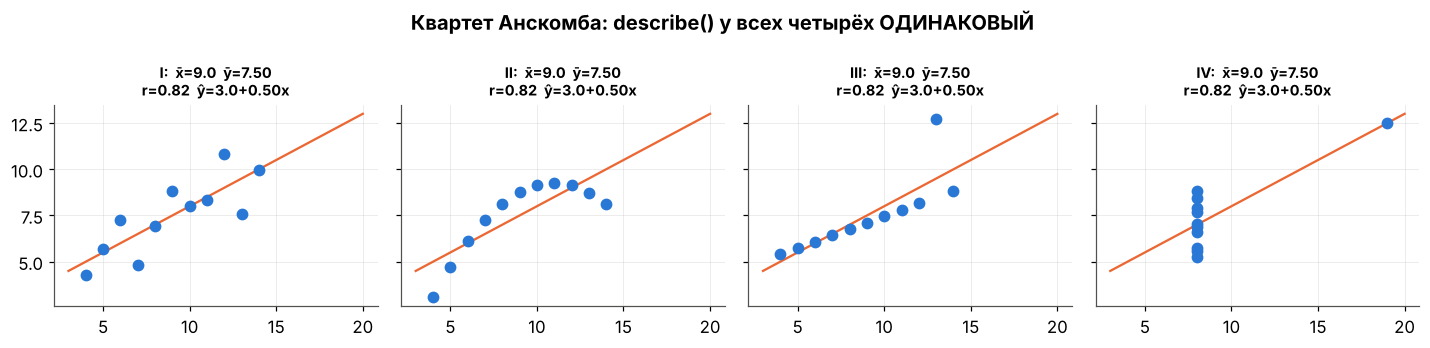 Квартет Анскомба: describe() у всех четырёх ОДИНАКОВЫЙ
I: x̄=9.0 ȳ=7.50
r=0.82 ŷ=3.0+0.50x
II: x̄=9.0 ȳ=7.50
r=0.82 ŷ=3.0+0.50x
III: x̄=9.0 ȳ=7.50
r=0.82 ŷ=3.0+0.50x
IV: x̄=9.0 ȳ=7.50
r=0.82 ŷ=3.0+0.50x
12.5
10.0
7.5
5.0
5 10 15 20
5 10 15 20
5 10 15 20
5 10 15 20